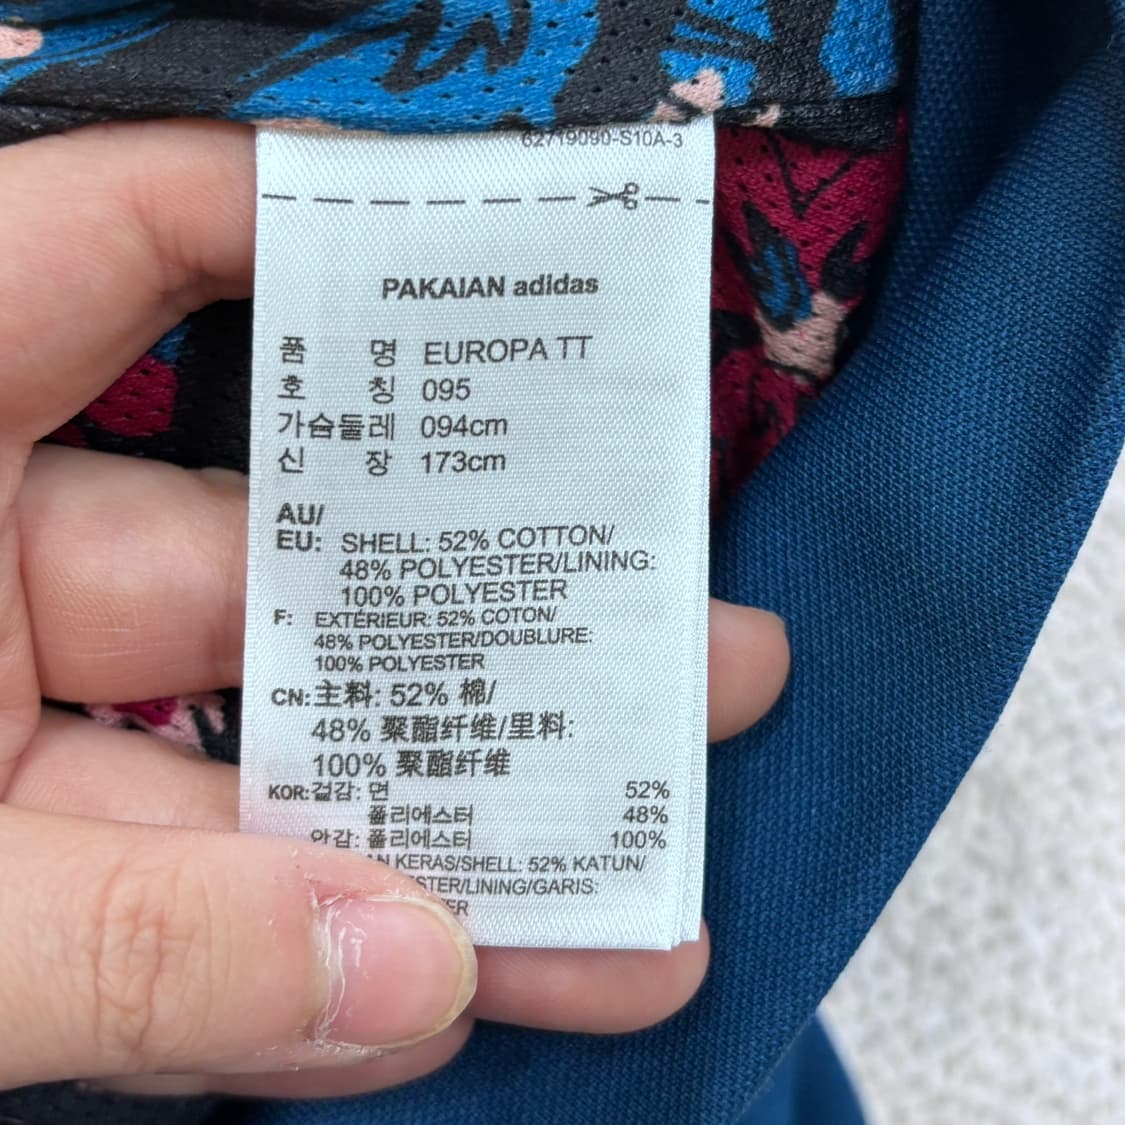 62719090-S10A-3
PAKAIAN adidas
품 명 EUROPA TT
호 칭 095
가슴둘레 094cm
신 장 173cm
AU/
EU: SHELL: 52% COTTON/
48% POLYESTER/LINING:
100% POLYESTER
F: EXTÉRIEUR: 52% COTON/
48% POLYESTER/DOUBLURE:
100% POLYESTER
CN: 主料: 52% 棉/
48% 聚酯纤维/里料:
100% 聚酯纤维
KOR: 겉감: 면 52%
폴리에스터 48%
안감: 폴리에스터 100%
KERAS/SHELL: 52% KATUN/
/LINING/GARIS: